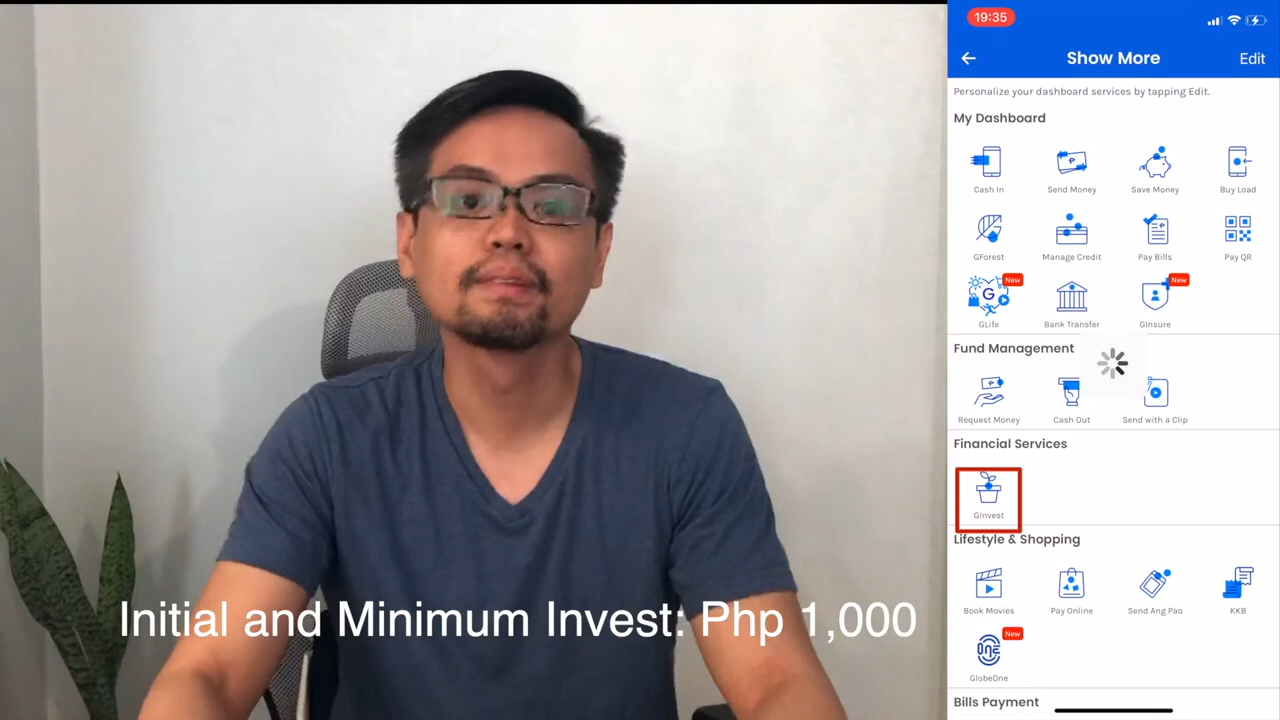 19:35
Show More
Edit
Personalize your dashboard services by tapping Edit.
My Dashboard
Cash In
Send Money
Save Money
Buy Load
GForest
Manage Credit
Pay Bills
Pay QR
New
New
G
GLife
Bank Transfer
GInsure
Fund Management
Request Money
Cash Out
Send with a Clip
Financial Services
GInvest
Lifestyle & Shopping
Book Movies
Pay Online
Send Ang Pao
KKB
New
ONE
GlobeOne
Bills Payment
Initial and Minimum Invest: Php 1,000